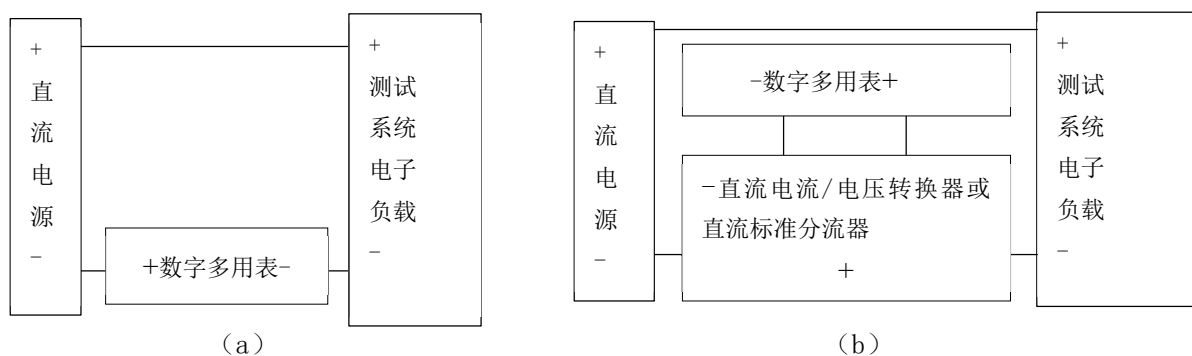 +
直
流
电
源
−
+
测试
系统
电子
负载
−
+数字多用表-
（a）
+
直
流
电
源
−
-数字多用表+
-直流电流/电压转换器或
直流标准分流器
+
+
测试
系统
电子
负载
−
（b）